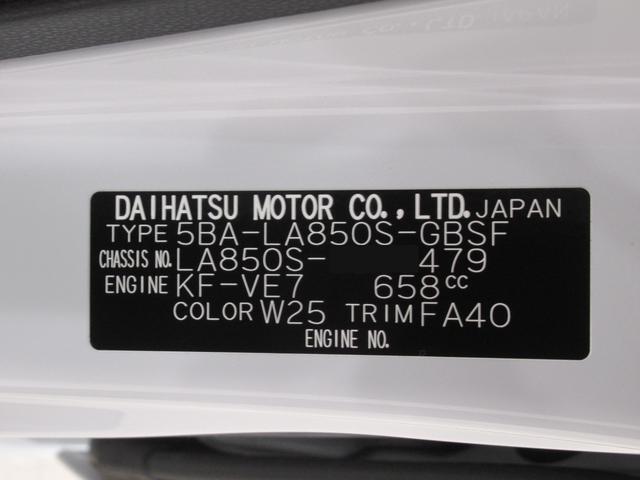 DAIHATSU MOTOR CO., LTD. JAPAN
TYPE 5BA-LA850S-GBSF
CHASSIS NO. LA850S- 479
ENGINE KF-VE7 658cc
COLOR W25 TRIM FA40
ENGINE NO.